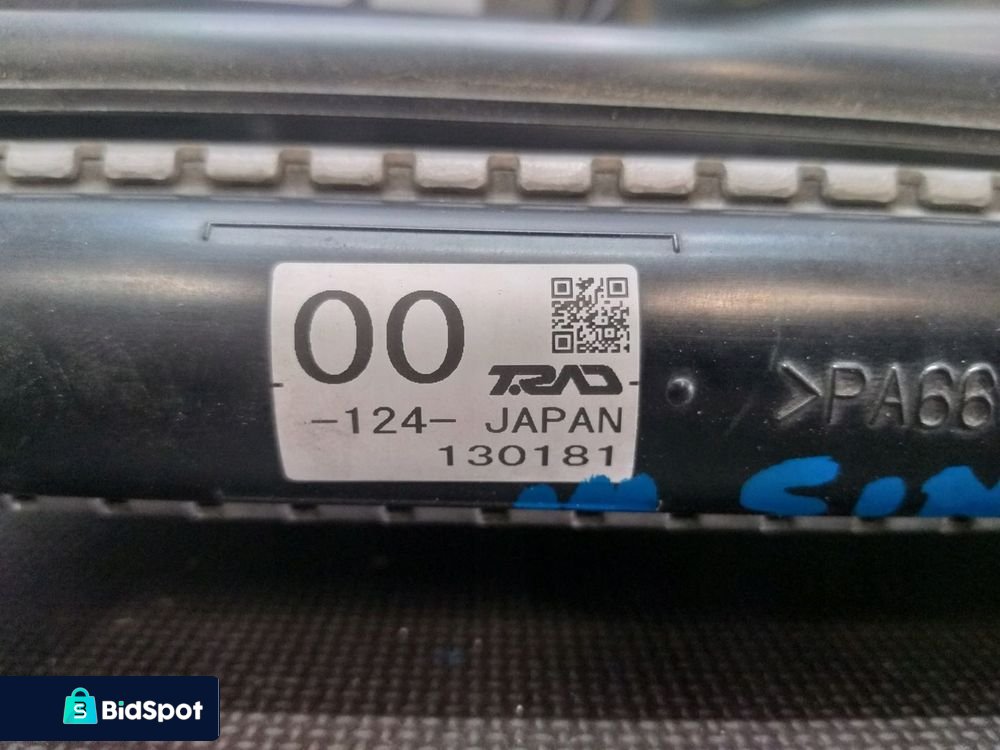 00
T.RAD
-124- JAPAN
130181
>PA66
BidSpot